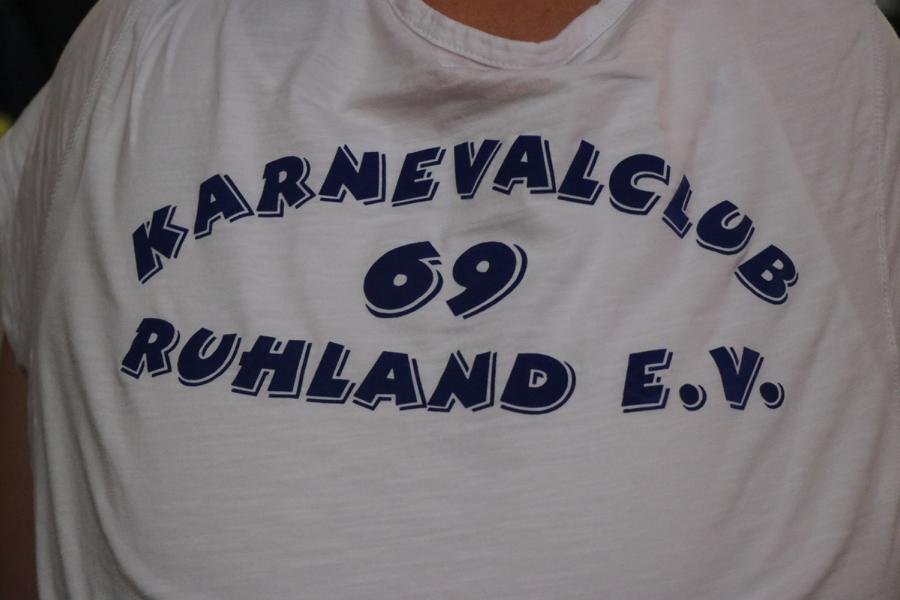 KARNEVALCLUB
69
RUHLAND E.V.